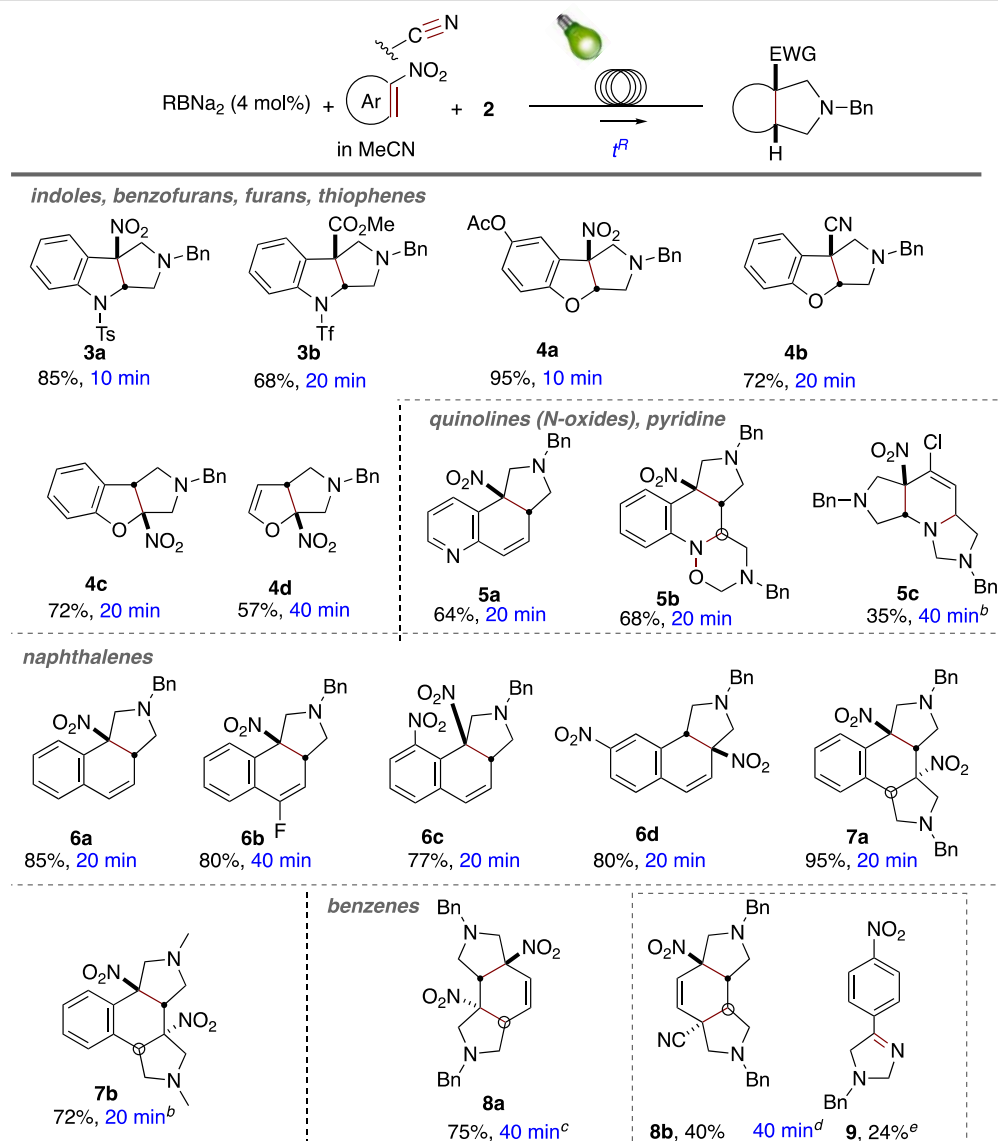 C≡N
NO2
EWG
RBNa2 (4 mol%) + Ar + 2
N Bn
in MeCN
tR
H
indoles, benzofurans, furans, thiophenes
NO2 N Bn N Ts
CO2Me N Bn N Tf
AcO NO2 N Bn O
CN N Bn O
3a 3b 4a 4b
85%, 10 min 68%, 20 min 95%, 10 min 72%, 20 min
quinolines (N-oxides), pyridine
N Bn O NO2
N Bn O NO2
Bn N O2N N
Bn N O2N N O N Bn
Cl O2N Bn N N N Bn
4c 4d 5a 5b 5c
72%, 20 min 57%, 40 min 64%, 20 min 68%, 20 min 35%, 40 minb
naphthalenes
Bn N O2N
Bn N O2N F
O2N NO2 N Bn
Bn N O2N NO2
Bn N O2N NO2 N Bn
6a 6b 6c 6d 7a
85%, 20 min 80%, 40 min 77%, 20 min 80%, 20 min 95%, 20 min
benzenes
N O2N NO2 N
Bn N NO2 O2N N Bn
Bn N O2N NC N Bn
NO2 N N Bn
7b
72%, 20 minb
8a
75%, 40 minc
8b, 40% 40 mind 9, 24%e